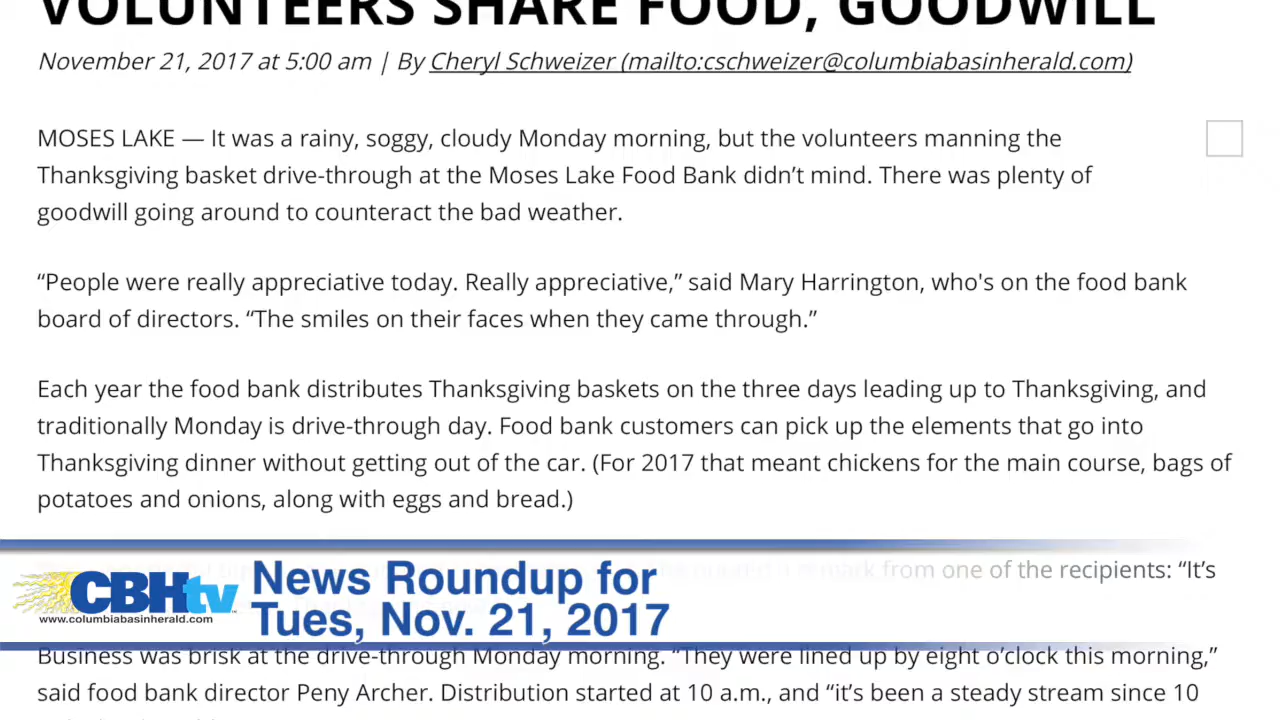 VOLUNTEERS SHARE FOOD, GOODWILL
November 21, 2017 at 5:00 am | By Cheryl Schweizer (mailto:cschweizer@columbiabasinherald.com)
MOSES LAKE — It was a rainy, soggy, cloudy Monday morning, but the volunteers manning the
Thanksgiving basket drive-through at the Moses Lake Food Bank didn’t mind. There was plenty of
goodwill going around to counteract the bad weather.
“People were really appreciative today. Really appreciative,” said Mary Harrington, who's on the food bank
board of directors. “The smiles on their faces when they came through.”
Each year the food bank distributes Thanksgiving baskets on the three days leading up to Thanksgiving, and
traditionally Monday is drive-through day. Food bank customers can pick up the elements that go into
Thanksgiving dinner without getting out of the car. (For 2017 that meant chickens for the main course, bags of
potatoes and onions, along with eggs and bread.)
remark from one of the recipients: “It’s
CBHtv
www.columbiabasinherald.com
News Roundup for
Tues, Nov. 21, 2017
Business was brisk at the drive-through Monday morning. “They were lined up by eight o’clock this morning,”
said food bank director Peny Archer. Distribution started at 10 a.m., and “it’s been a steady stream since 10